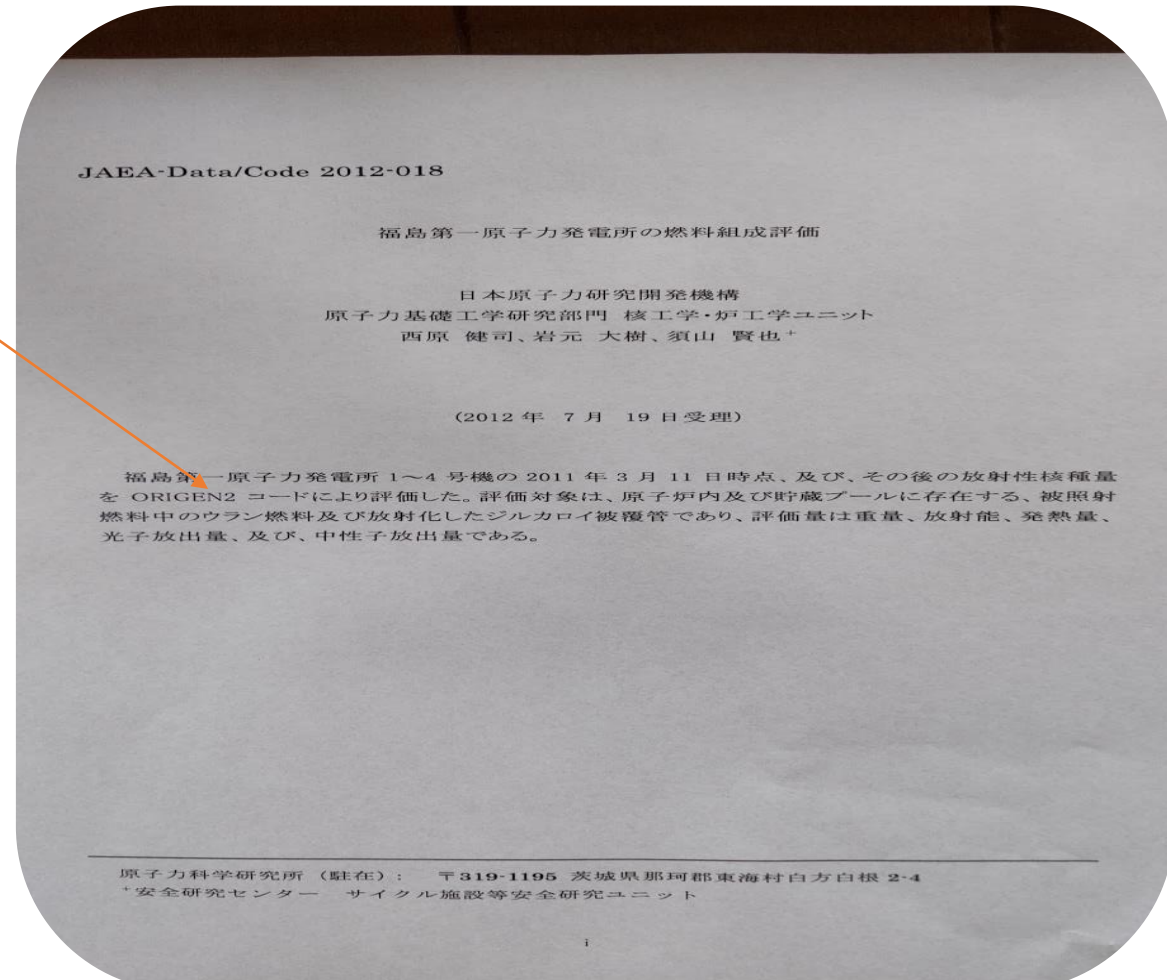 JAEA-Data/Code 2012-018
福島第一原子力発電所の燃料組成評価
日本原子力研究開発機構
原子力基礎工学研究部門 核工学・炉工学ユニット
西原 健司、岩元 大樹、須山 賢也+
(2012 年 7 月 19 日受理)
福島第一原子力発電所 1～4 号機の 2011 年 3 月 11 日時点、及び、その後の放射性核種量
を ORIGEN2 コードにより評価した。評価対象は、原子炉内及び貯蔵プールに存在する、被照射
燃料中のウラン燃料及び放射化したジルカロイ被覆管であり、評価量は重量、放射能、発熱量、
光子放出量、及び、中性子放出量である。
原子力科学研究所（駐在）: 〒319-1195 茨城県那珂郡東海村白方白根 2-4
+安全研究センター サイクル施設等安全研究ユニット
i